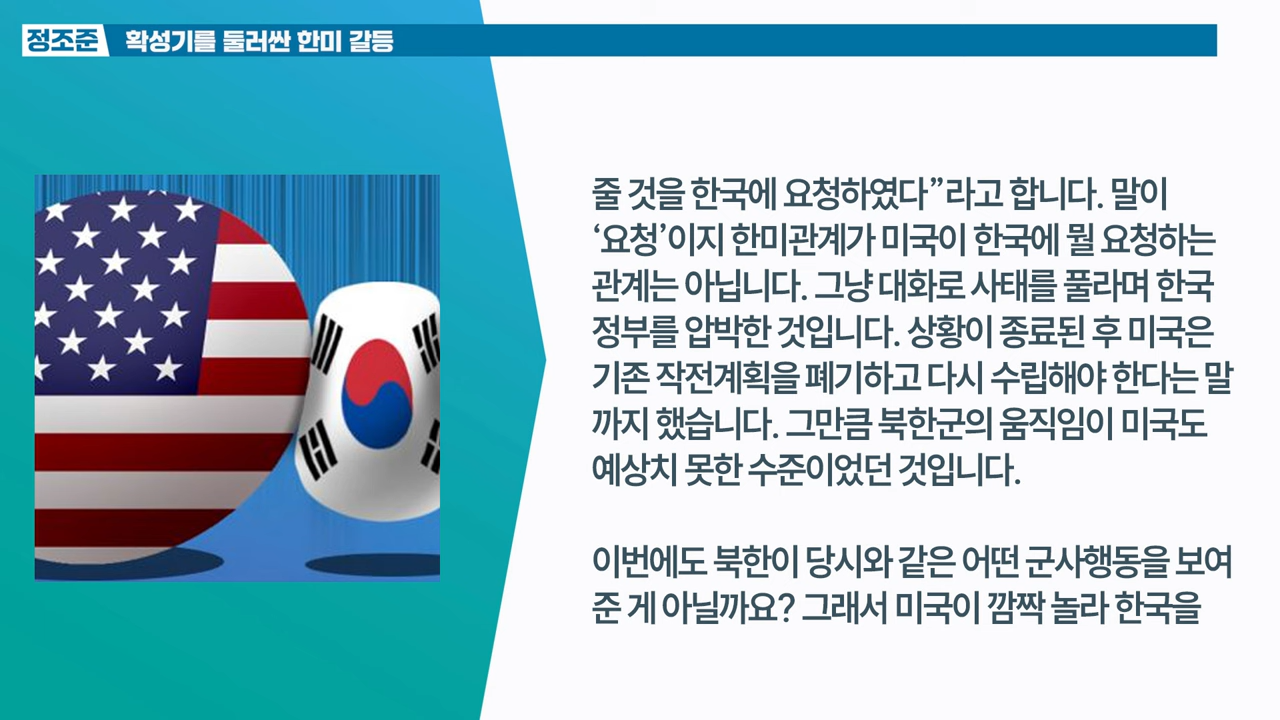 정조준 확성기를 둘러싼 한미 갈등
줄 것을 한국에 요청하였다”라고 합니다. 말이
‘요청’이지 한미관계가 미국이 한국에 뭘 요청하는
관계는 아닙니다. 그냥 대화로 사태를 풀라며 한국
정부를 압박한 것입니다. 상황이 종료된 후 미국은
기존 작전계획을 폐기하고 다시 수립해야 한다는 말
까지 했습니다. 그만큼 북한군의 움직임이 미국도
예상치 못한 수준이었던 것입니다.
이번에도 북한이 당시와 같은 어떤 군사행동을 보여
준 게 아닐까요? 그래서 미국이 깜짝 놀라 한국을